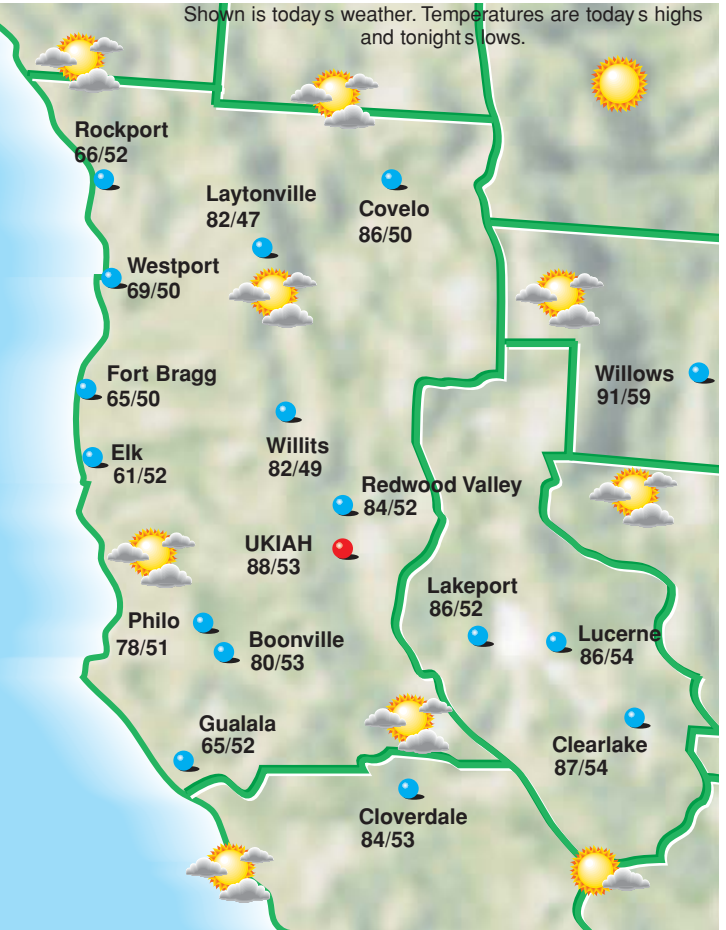 Shown is today s weather. Temperatures are today s highs
and tonight s lows.
Rockport
66/52
Laytonville
82/47
Covelo
86/50
Westport
69/50
Fort Bragg
65/50
Willows
91/59
Elk
61/52
Willits
82/49
Redwood Valley
84/52
UKIAH
88/53
Lakeport
86/52
Philo
78/51
Boonville
80/53
Lucerne
86/54
Gualala
65/52
Clearlake
87/54
Cloverdale
84/53